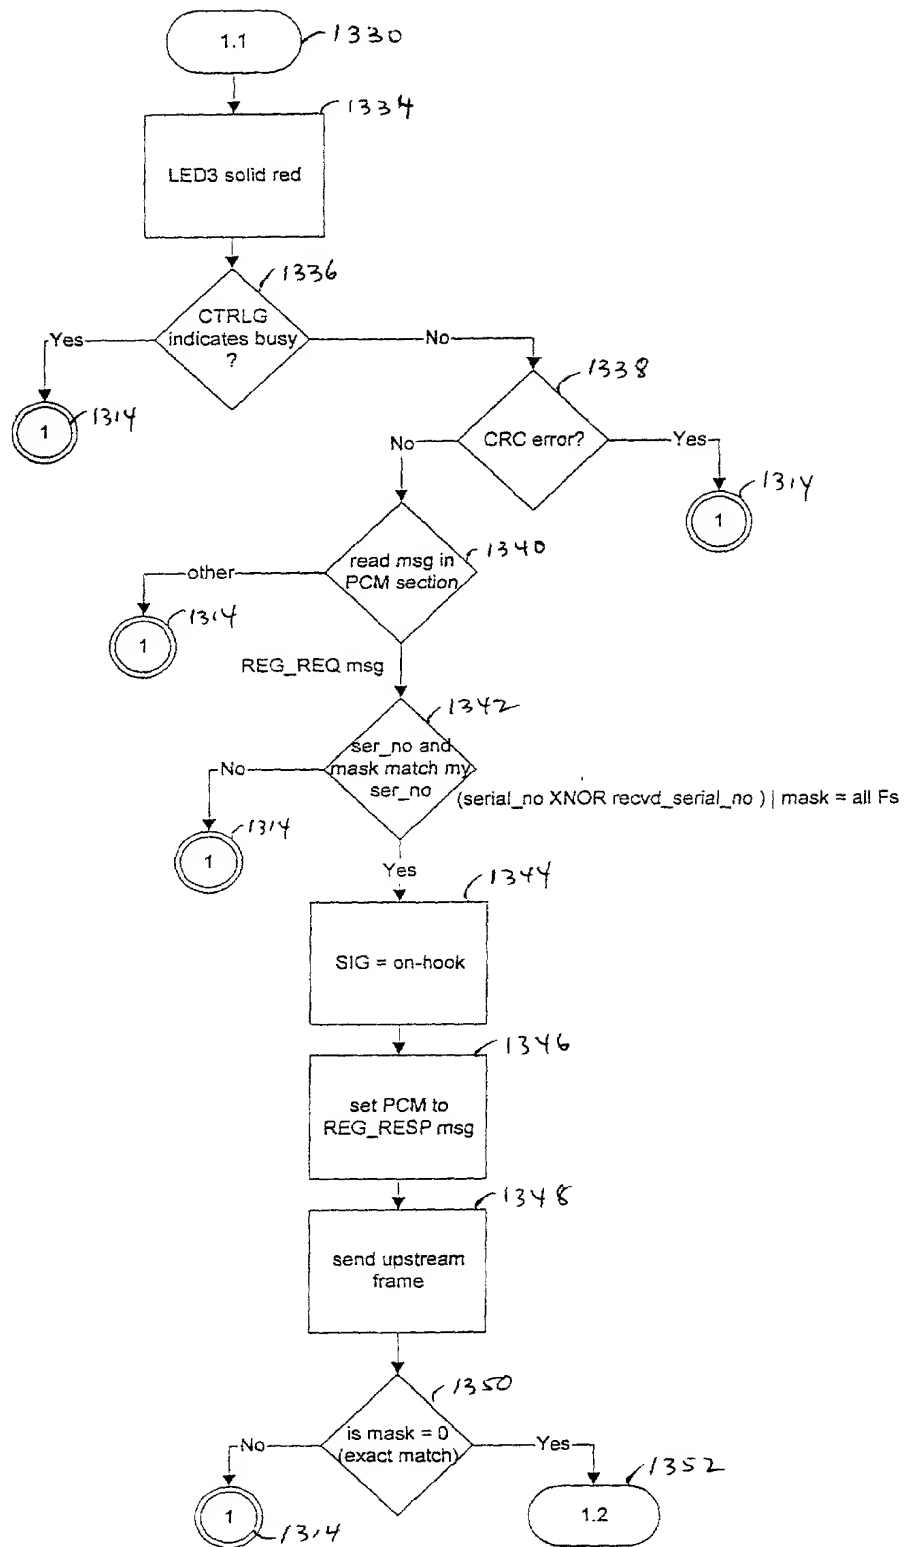 1.1
1330
1334
LED3 solid red
1336
CTRLG
indicates busy
?
Yes
No
1338
1
1314
CRC error?
No
Yes
1314
1
1340
read msg in
PCM section
other
1314
1
REG_REQ msg
1342
ser_no and
mask match my
ser_no
No
(serial_no XNOR recvd_serial_no ) | mask = all Fs
1314
1
Yes
1344
SIG = on-hook
1346
set PCM to
REG_RESP msg
1348
send upstream
frame
1350
is mask = 0
(exact match)
No
Yes
1352
1
1314
1.2